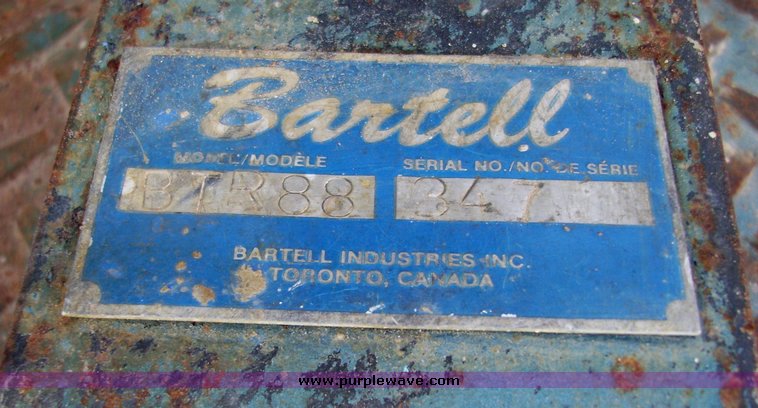 Bartell
MODEL/MODÈLE SERIAL NO./NO. DE SÉRIE
BTR88 347
BARTELL INDUSTRIES INC.
TORONTO, CANADA
www.purplewave.com